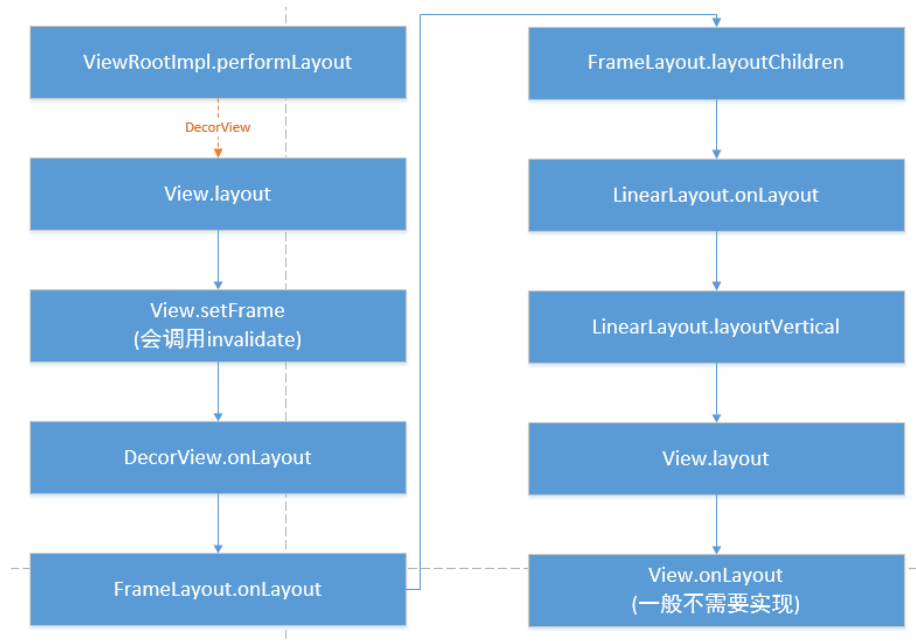 ViewRootImpl.performLayout
DecorView
View.layout
View.setFrame
(会调用invalidate)
DecorView.onLayout
FrameLayout.onLayout
FrameLayout.layoutChildren
LinearLayout.onLayout
LinearLayout.layoutVertical
View.layout
View.onLayout
(一般不需要实现)